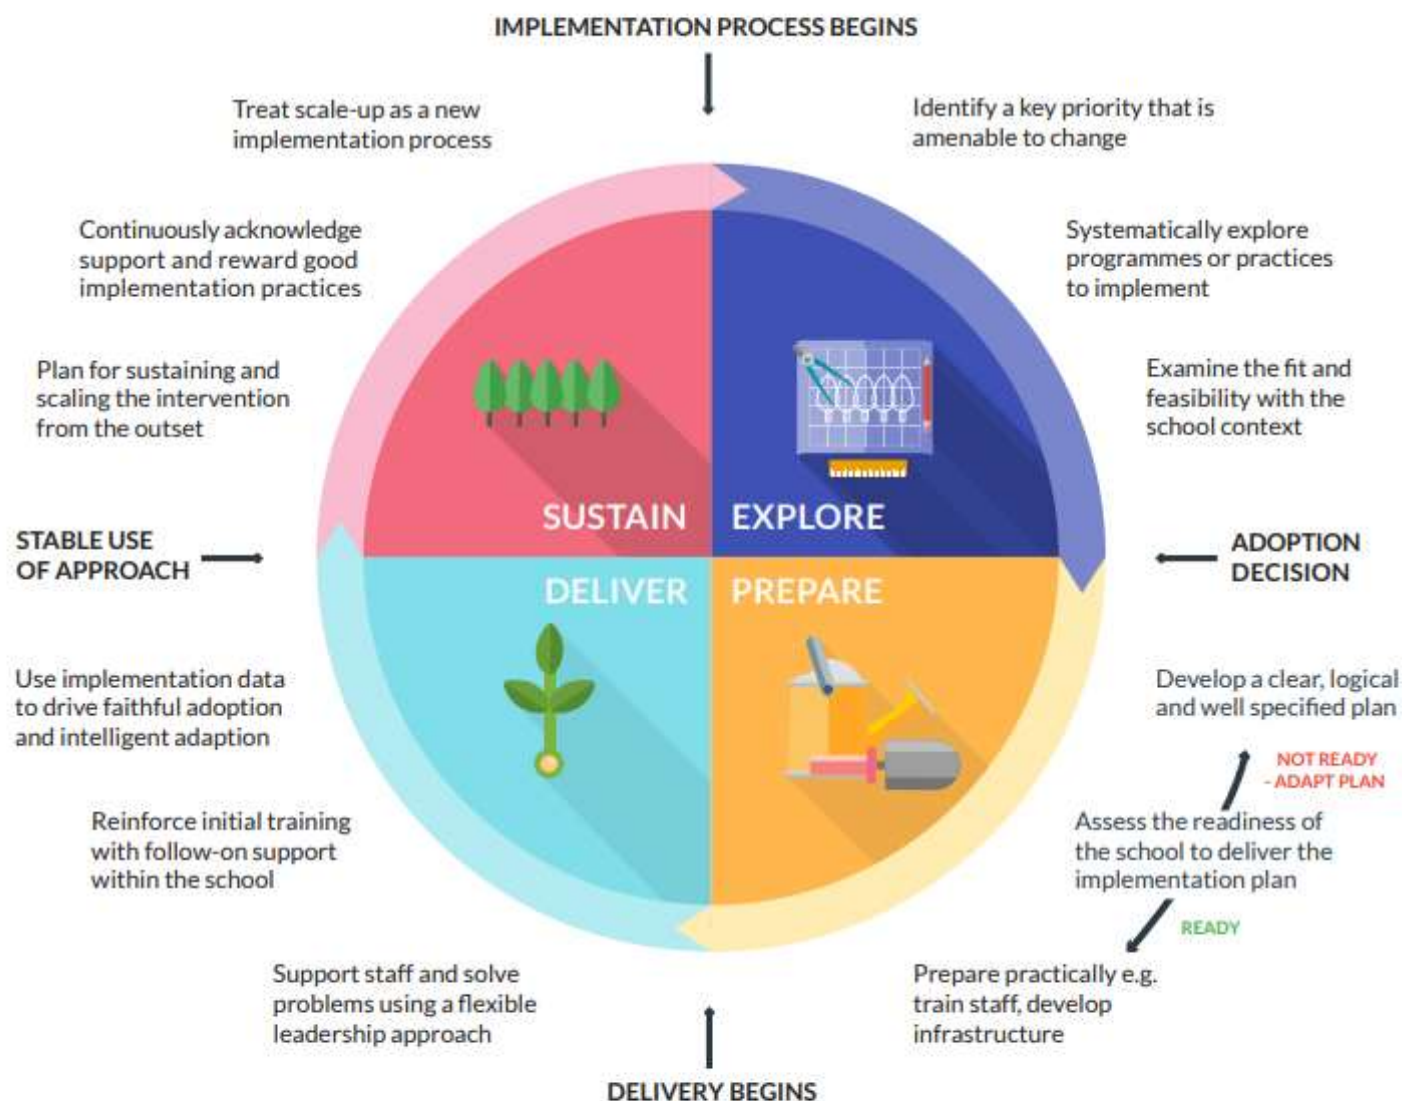 IMPLEMENTATION PROCESS BEGINS
Identify a key priority that is
amenable to change
Systematically explore
programmes or practices
to implement
Examine the fit and
feasibility with the
school context
EXPLORE
ADOPTION
DECISION
PREPARE
Develop a clear, logical
and well specified plan
NOT READY
- ADAPT PLAN
Assess the readiness of
the school to deliver the
implementation plan
READY
Prepare practically e.g.
train staff, develop
infrastructure
DELIVERY BEGINS
DELIVER
Support staff and solve
problems using a flexible
leadership approach
Reinforce initial training
with follow-on support
within the school
Use implementation data
to drive faithful adoption
and intelligent adaption
STABLE USE
OF APPROACH
SUSTAIN
Plan for sustaining and
scaling the intervention
from the outset
Continuously acknowledge
support and reward good
implementation practices
Treat scale-up as a new
implementation process